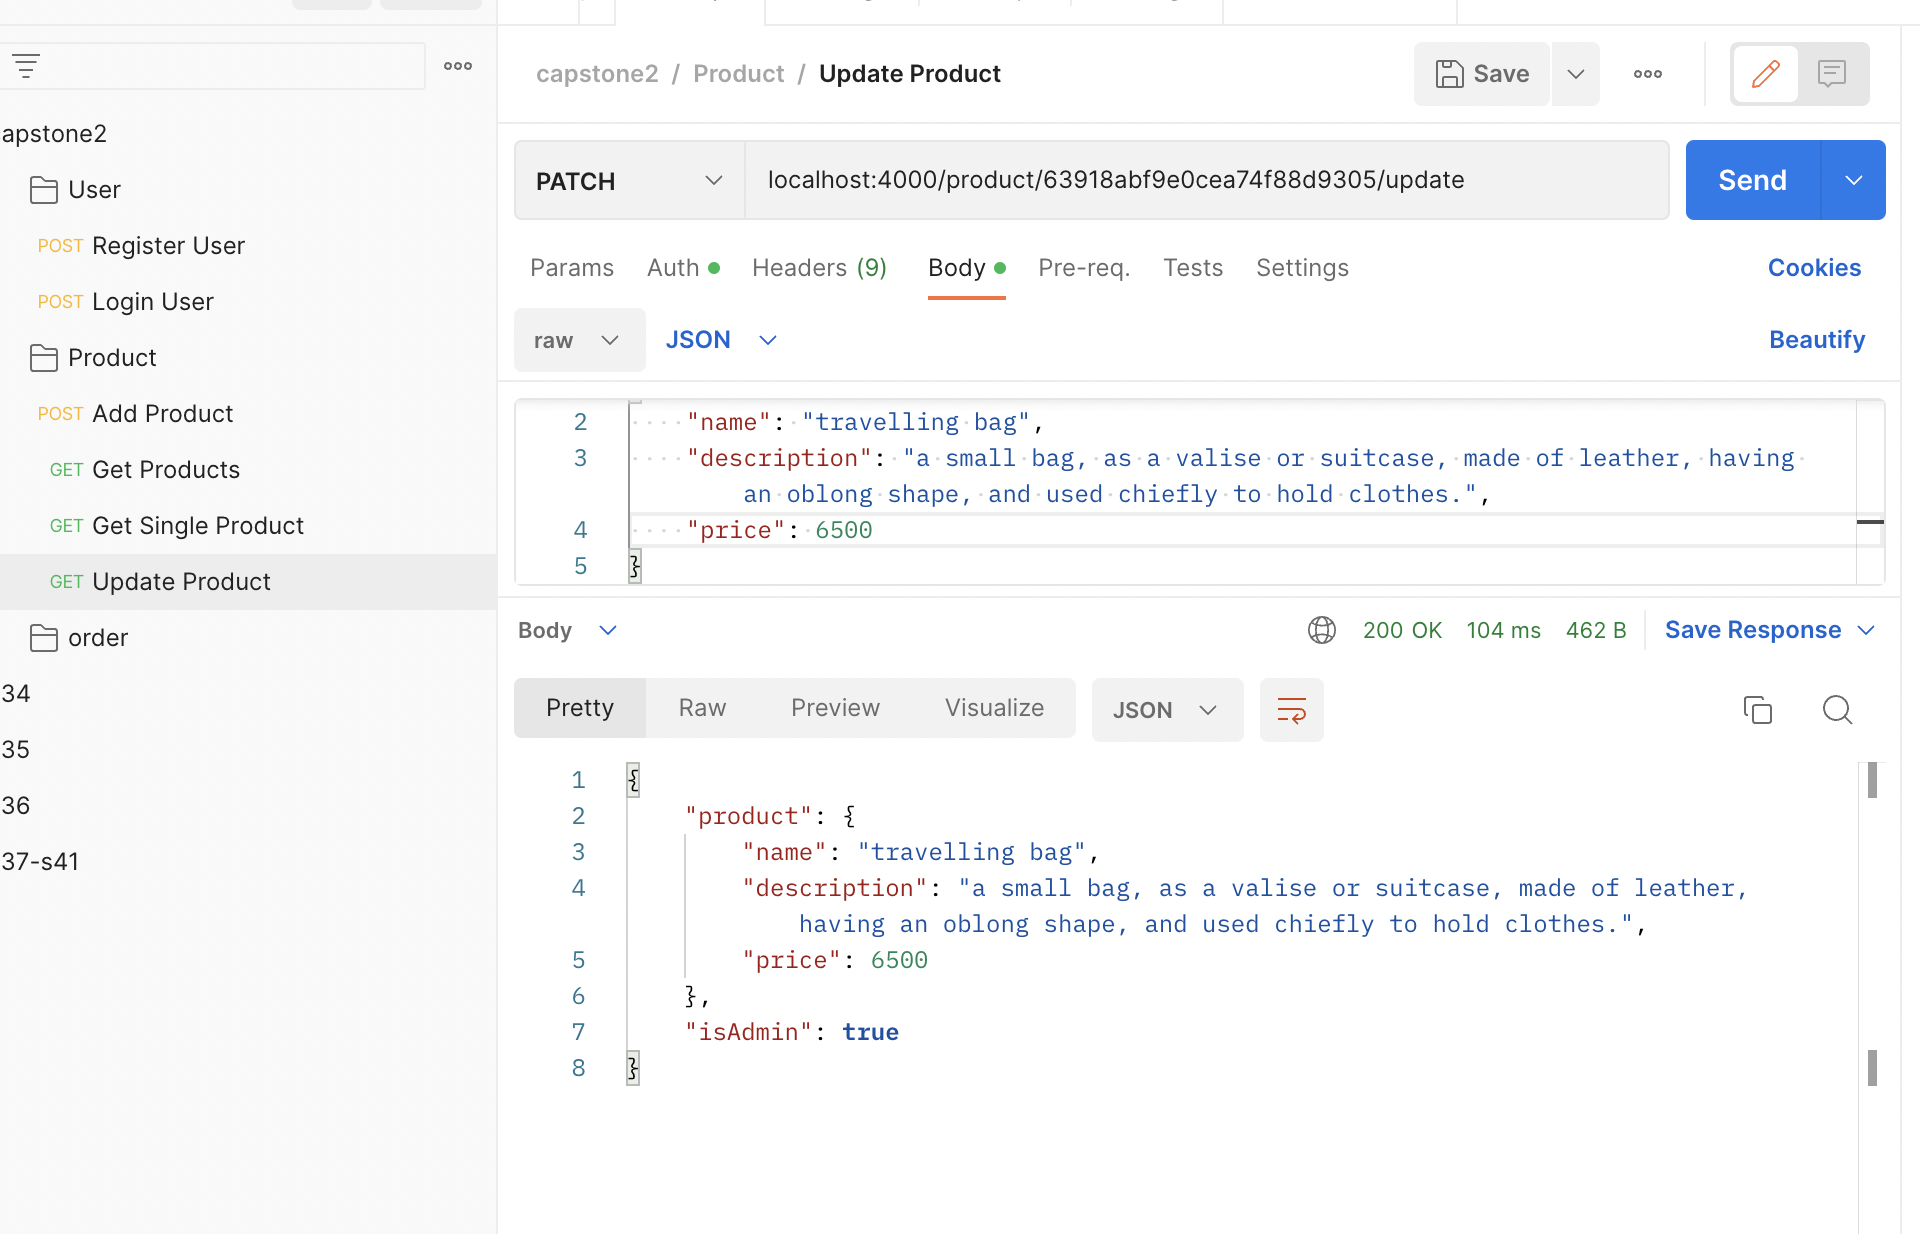 capstone2 / Product / Update Product
Save
apstone2
User
POST Register User
POST Login User
Product
POST Add Product
GET Get Products
GET Get Single Product
GET Update Product
order
34
35
36
37-s41
PATCH
localhost:4000/product/63918abf9e0cea74f88d9305/update
Send
Params Auth Headers (9) Body Pre-req. Tests Settings Cookies
raw JSON Beautify
2 "name": "travelling bag",
3 "description": "a small bag, as a valise or suitcase, made of leather, having
an oblong shape, and used chiefly to hold clothes.",
4 "price": 6500
5 }
Body 200 OK 104 ms 462 B Save Response
Pretty Raw Preview Visualize JSON
1 {
2 "product": {
3 "name": "travelling bag",
4 "description": "a small bag, as a valise or suitcase, made of leather,
having an oblong shape, and used chiefly to hold clothes.",
5 "price": 6500
6 },
7 "isAdmin": true
8 }